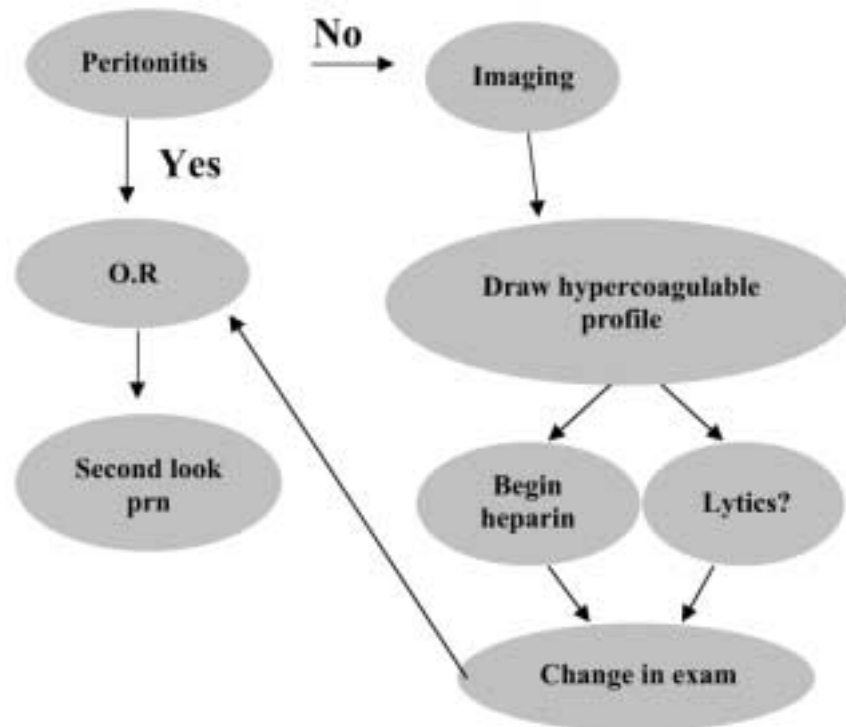 Peritonitis
No
Imaging
Yes
O.R
Draw hypercoagulable
profile
Second look
prn
Begin
heparin
Lytics?
Change in exam